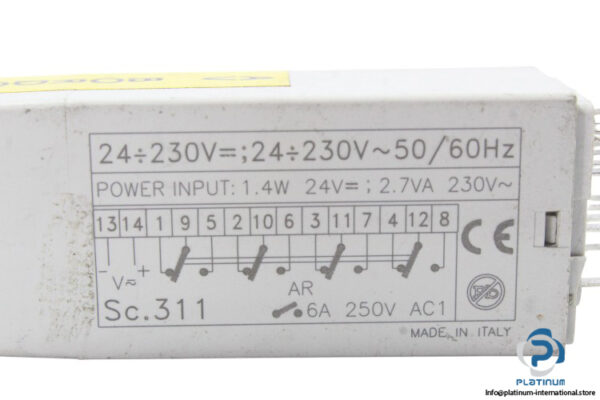 24÷230V=;24÷230V~50/60Hz
POWER INPUT: 1.4W 24V= ; 2.7VA 230V~
13 14 1 9 5 2 10 6 3 11 7 4 12 8
- V≂ +
CE
AR
Sc.311
6A 250V AC1
MADE IN ITALY
PLATINUM
Info@platinum-international.store